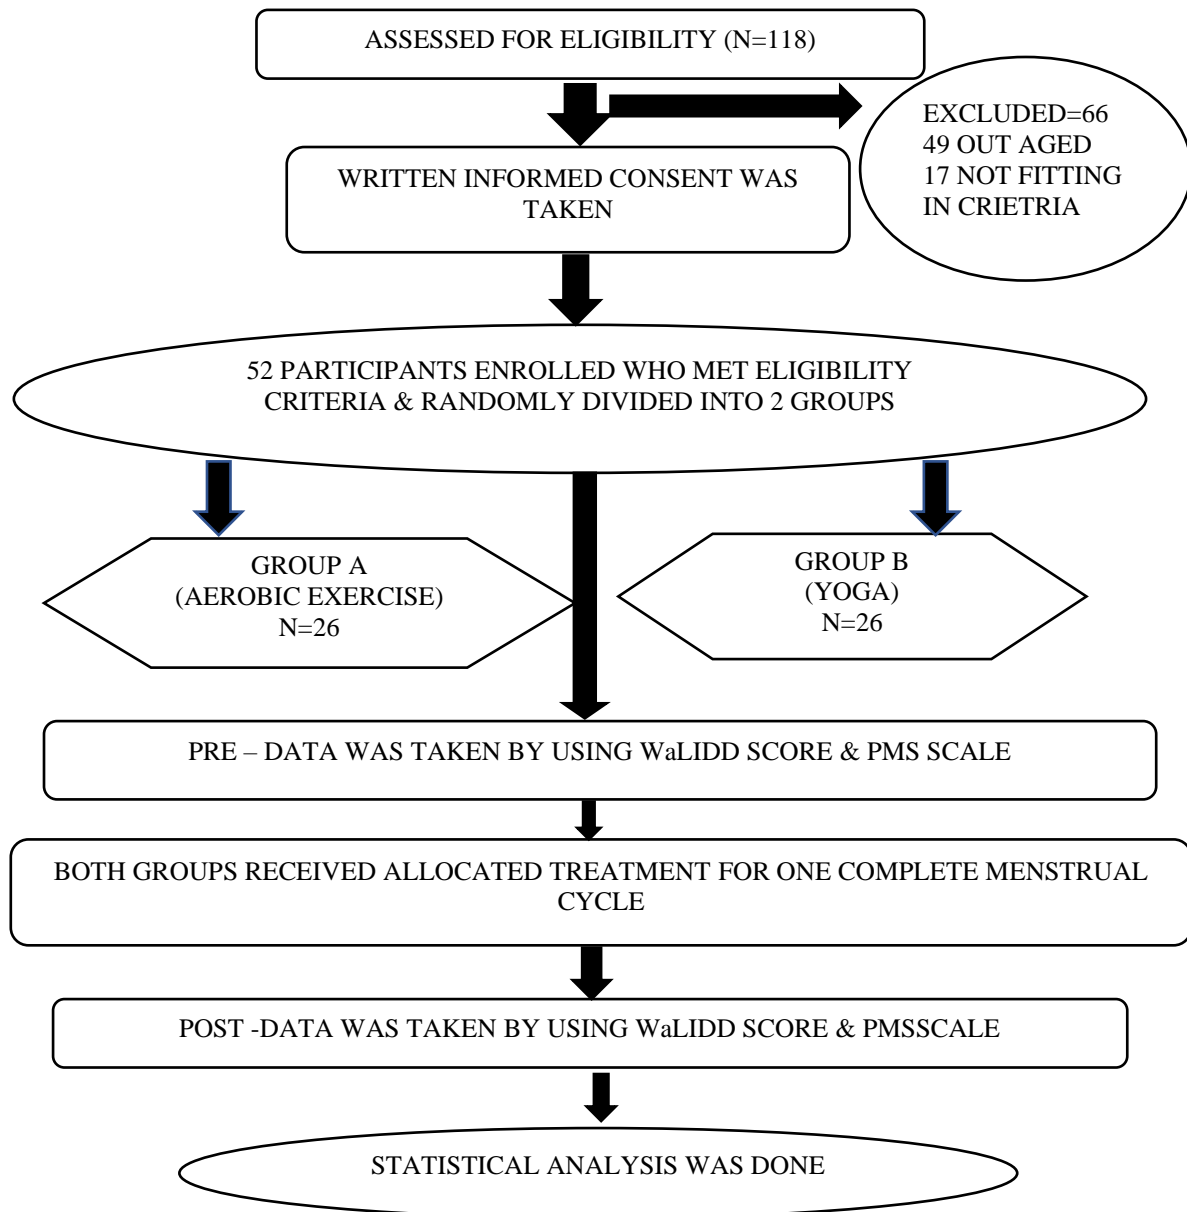 ASSESSED FOR ELIGIBILITY (N=118)
EXCLUDED=66
49 OUT AGED
17 NOT FITTING
IN CRIETRIA
WRITTEN INFORMED CONSENT WAS
TAKEN
52 PARTICIPANTS ENROLLED WHO MET ELIGIBILITY
CRITERIA & RANDOMLY DIVIDED INTO 2 GROUPS
GROUP A
(AEROBIC EXERCISE)
N=26
GROUP B
(YOGA)
N=26
PRE – DATA WAS TAKEN BY USING WaLIDD SCORE & PMS SCALE
BOTH GROUPS RECEIVED ALLOCATED TREATMENT FOR ONE COMPLETE MENSTRUAL
CYCLE
POST -DATA WAS TAKEN BY USING WaLIDD SCORE & PMSSCALE
STATISTICAL ANALYSIS WAS DONE